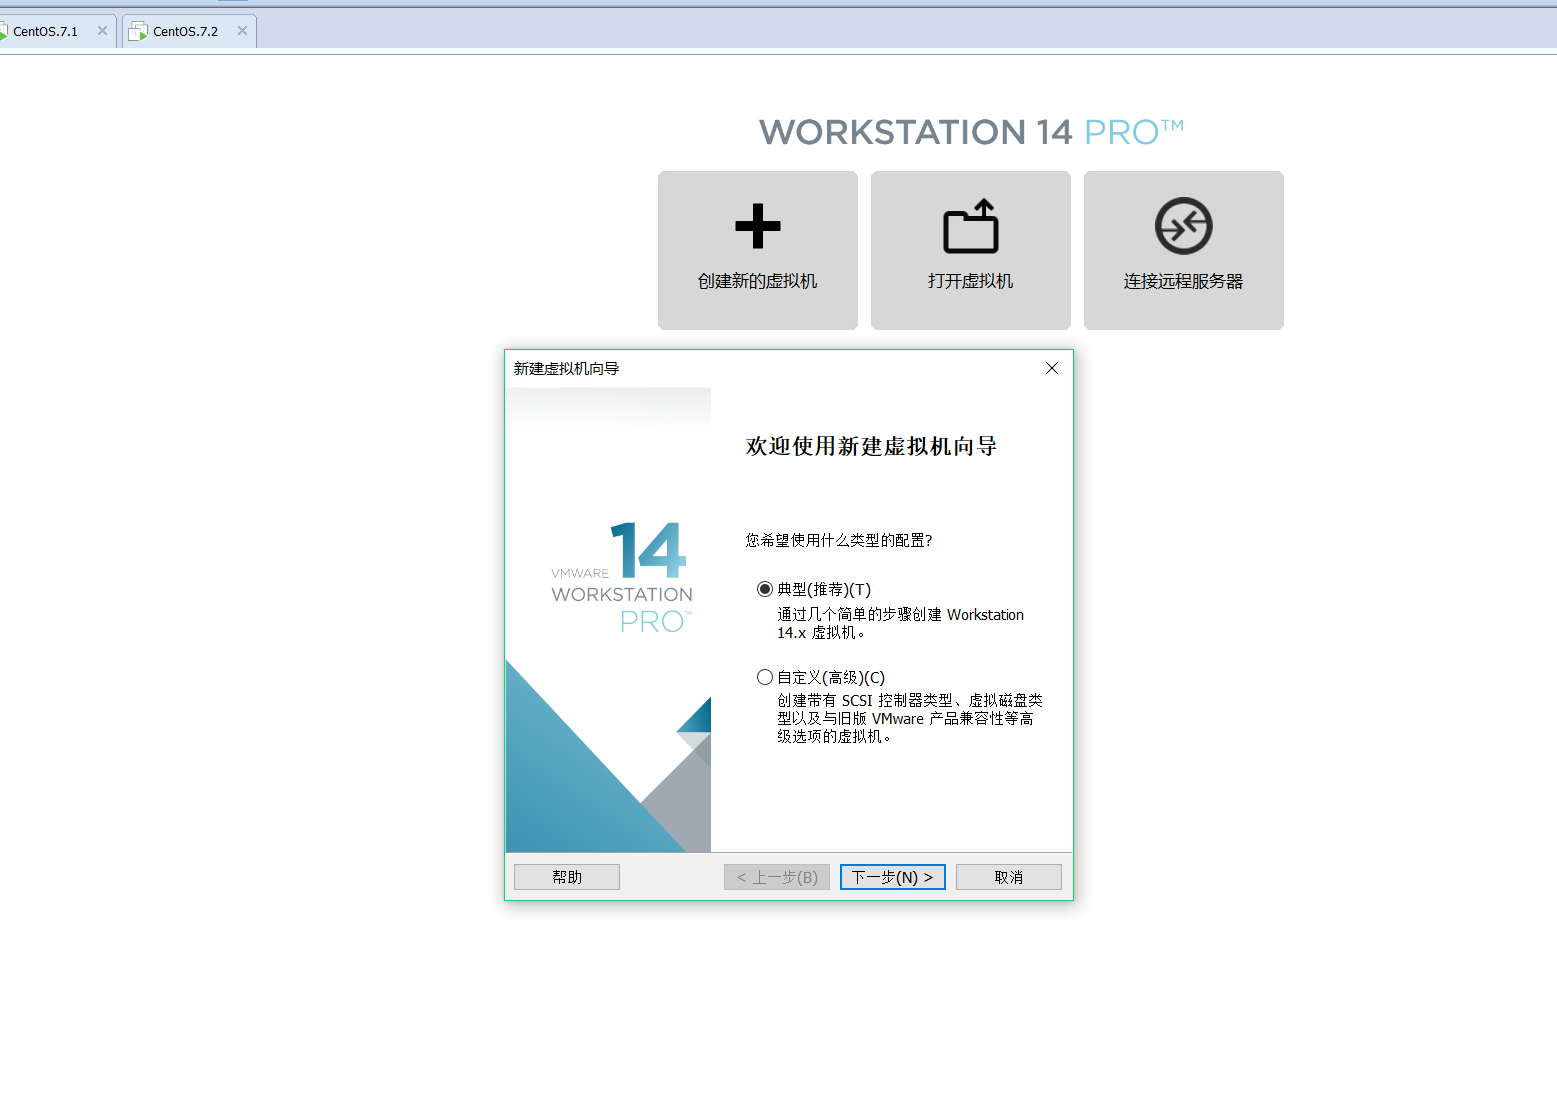 CentOS.7.1
CentOS.7.2
WORKSTATION 14 PRO™
创建新的虚拟机
打开虚拟机
连接远程服务器
新建虚拟机向导
欢迎使用新建虚拟机向导
14
VMWARE
WORKSTATION
PRO™
您希望使用什么类型的配置?
典型(推荐)(T)
通过几个简单的步骤创建 Workstation
14.x 虚拟机。
自定义(高级)(C)
创建带有 SCSI 控制器类型、虚拟磁盘类
型以及与旧版 VMware 产品兼容性等高
级选项的虚拟机。
帮助
< 上一步(B)
下一步(N) >
取消